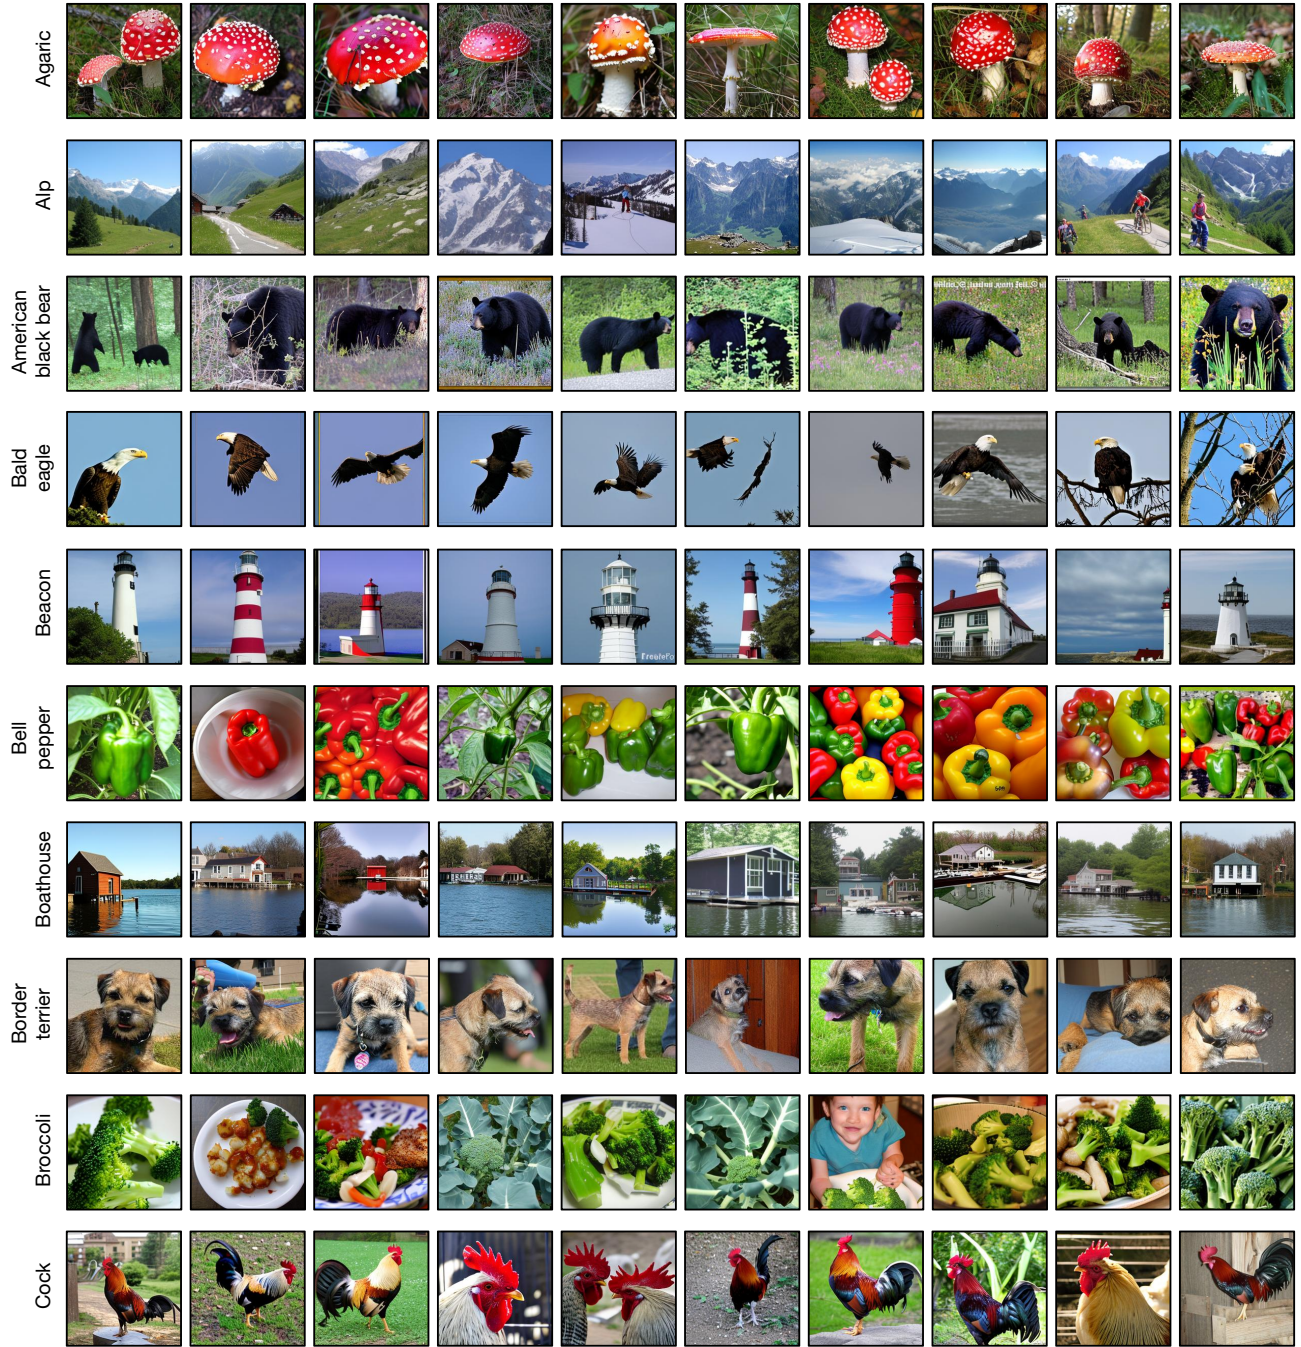 Agaric
Alp
American
black bear
Bald
eagle
Beacon
Bell
pepper
Boathouse
Border
terrier
Broccoli
Cock